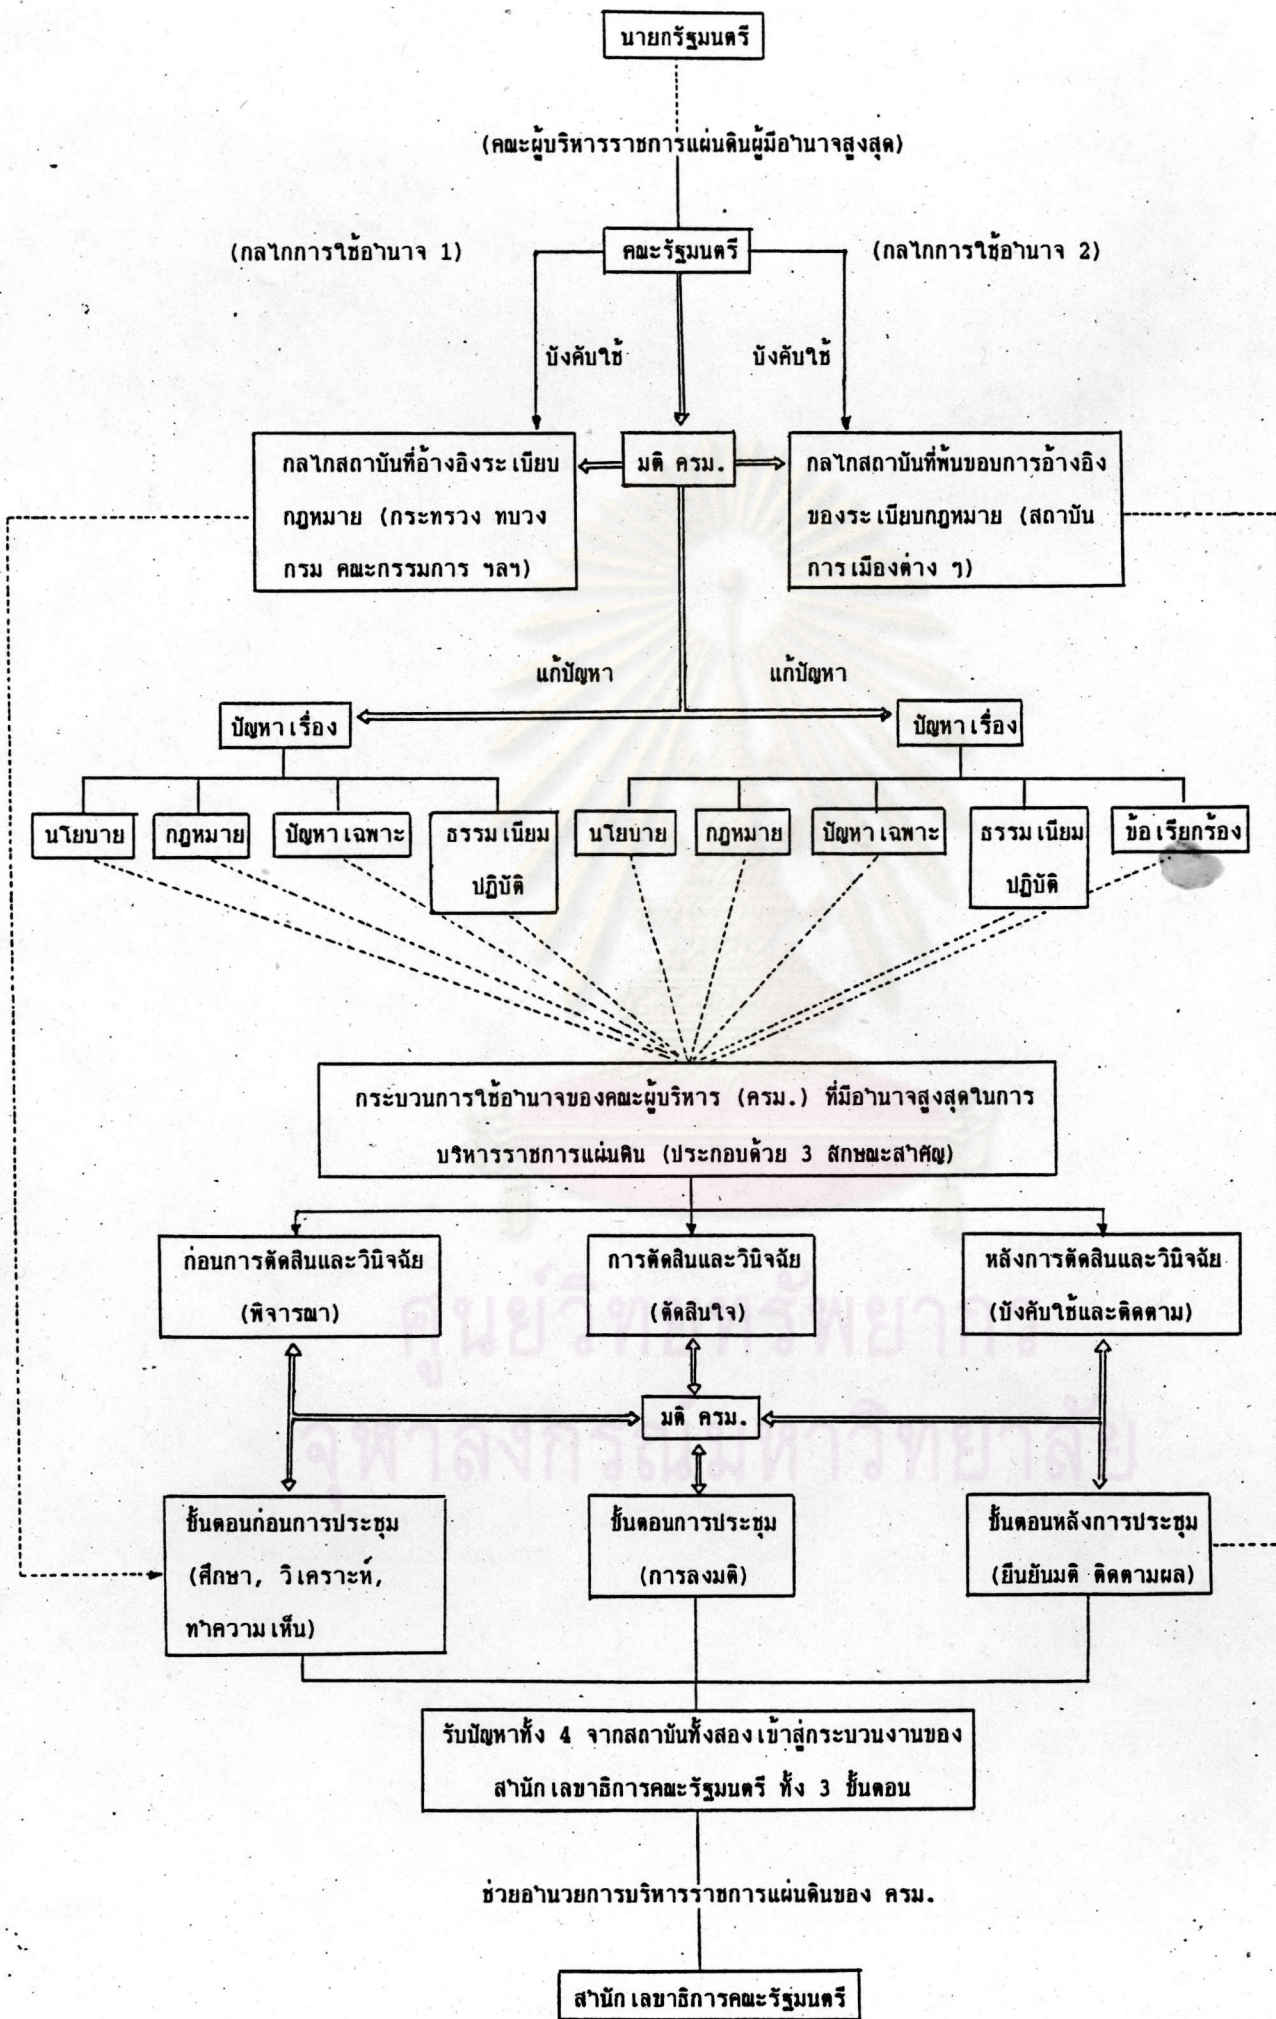 นายกรัฐมนตรี
(คณะผู้บริหารราชการแผ่นดินผู้มีอำนาจสูงสุด)
(กลไกการใช้อำนาจ 1)
คณะรัฐมนตรี
(กลไกการใช้อำนาจ 2)
บังคับใช้
บังคับใช้
กลไกสถาบันที่อ้างอิงระเบียบ
กฎหมาย (กระทรวง ทบวง
กรม คณะกรรมการ ฯลฯ)
มติ ครม.
กลไกสถาบันที่พ้นขอบการอ้างอิง
ของระเบียบกฎหมาย (สถาบัน
การเมืองต่าง ๆ)
แก้ปัญหา
แก้ปัญหา
ปัญหาเรื่อง
ปัญหาเรื่อง
นโยบาย
กฎหมาย
ปัญหาเฉพาะ
ธรรมเนียม
ปฏิบัติ
นโยบาย
กฎหมาย
ปัญหาเฉพาะ
ธรรมเนียม
ปฏิบัติ
ข้อเรียกร้อง
กระบวนการใช้อำนาจของคณะผู้บริหาร (ครม.) ที่มีอำนาจสูงสุดในการ
บริหารราชการแผ่นดิน (ประกอบด้วย 3 ลักษณะสำคัญ)
ก่อนการตัดสินและวินิจฉัย
(พิจารณา)
การตัดสินและวินิจฉัย
(ตัดสินใจ)
หลังการตัดสินและวินิจฉัย
(บังคับใช้และติดตาม)
ศูนย์วิทยทรัพยากร
มติ ครม.
จุฬาลงกรณ์มหาวิทยาลัย
ขั้นตอนก่อนการประชุม
(ศึกษา, วิเคราะห์,
ทำความเห็น)
ขั้นตอนการประชุม
(การลงมติ)
ขั้นตอนหลังการประชุม
(ยืนยันมติ ติดตามผล)
รับปัญหาทั้ง 4 จากสถาบันทั้งสองเข้าสู่กระบวนงานของ
สำนักเลขาธิการคณะรัฐมนตรี ทั้ง 3 ขั้นตอน
ช่วยอำนวยการบริหารราชการแผ่นดินของ ครม.
สำนักเลขาธิการคณะรัฐมนตรี